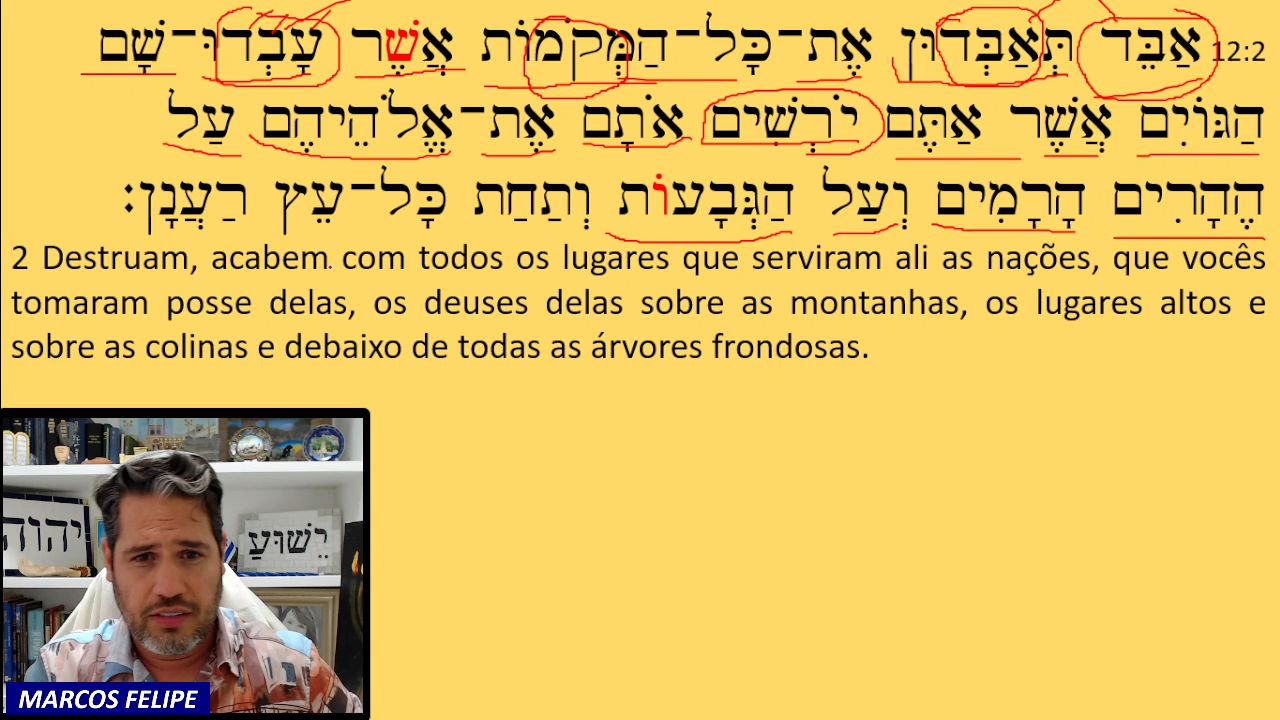 12:2 אַבֵּד תְּאַבְּדוּן אֶת־כָּל־הַמְּקֹמוֹת אֲשֶׁר עָבְדוּ־שָׁם
הַגּוֹיִם אֲשֶׁר אַתֶּם יֹרְשִׁים אֹתָם אֶת־אֱלֹהֵיהֶם עַל
הֶהָרִים הָרָמִים וְעַל הַגְּבָעוֹת וְתַחַת כָּל־עֵץ רַעֲנָן׃
2 Destruam, acabem com todos os lugares que serviram ali as nações, que vocês
tomaram posse delas, os deuses delas sobre as montanhas, os lugares altos e
sobre as colinas e debaixo de todas as árvores frondosas.
יהוה
יֵשׁוּעַ
MARCOS FELIPE